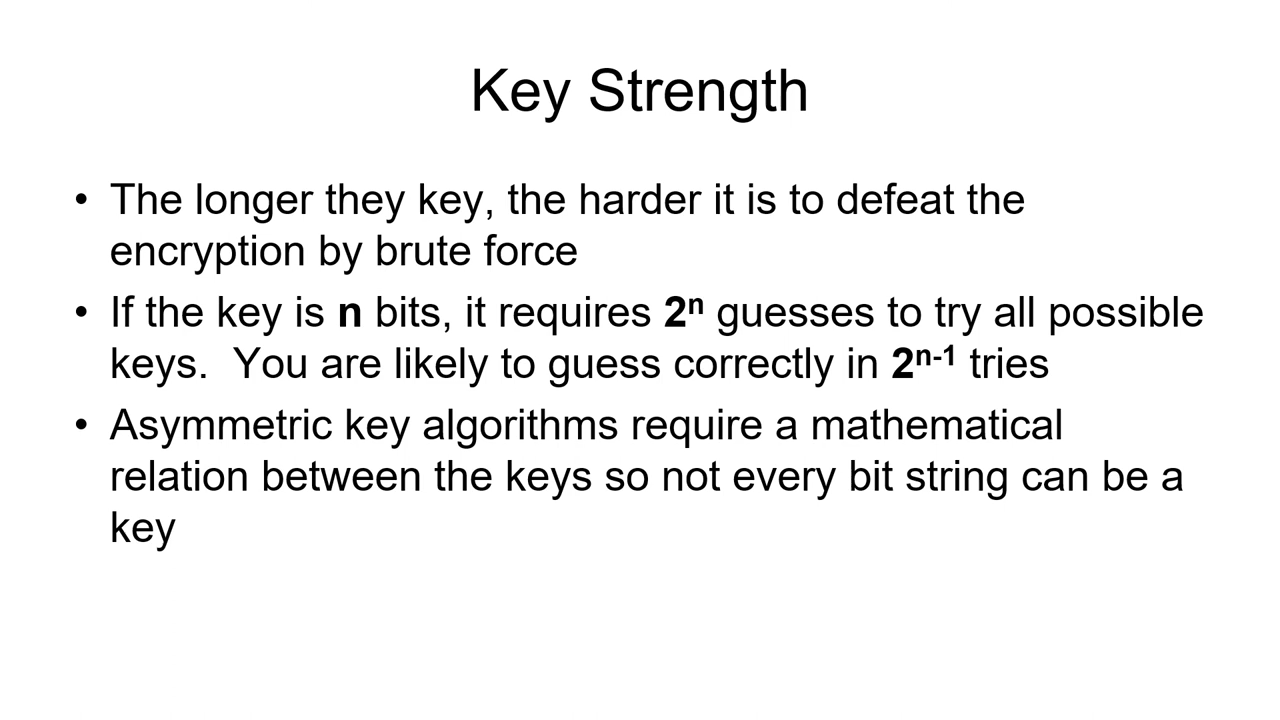 Key Strength
• The longer they key, the harder it is to defeat the
encryption by brute force
• If the key is n bits, it requires 2ⁿ guesses to try all possible
keys.  You are likely to guess correctly in 2ⁿ⁻¹ tries
• Asymmetric key algorithms require a mathematical
relation between the keys so not every bit string can be a
key